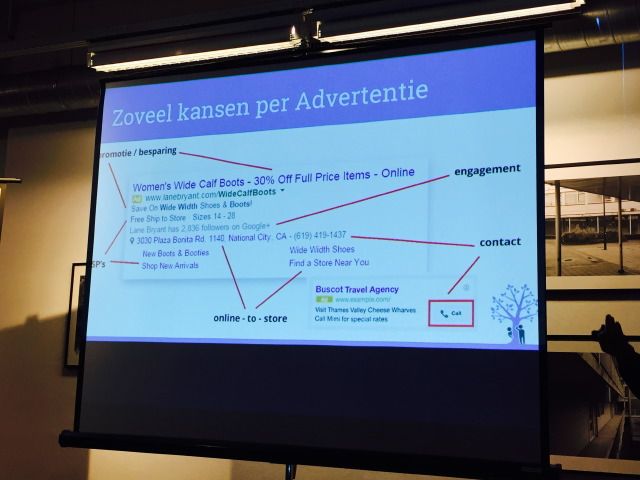 Zoveel kansen per Advertentie
romotie / besparing
engagement
contact
SP's
online - to - store
Women's Wide Calf Boots - 30% Off Full Price Items - Online
Ad www.lanebryant.com/WideCalfBoots
Save On Wide Width Shoes & Boots!
Free Ship to Store Sizes 14 - 28
Lane Bryant has 2,836 followers on Google+
3030 Plaza Bonita Rd. 1140, National City, CA - (619) 419-1437
New Boots & Booties
Wide Width Shoes
Shop New Arrivals
Find a Store Near You
Buscot Travel Agency
Ad www.example.com/
Visit Thames Valley Cheese Wharves
Call Mimi for special rates
Call